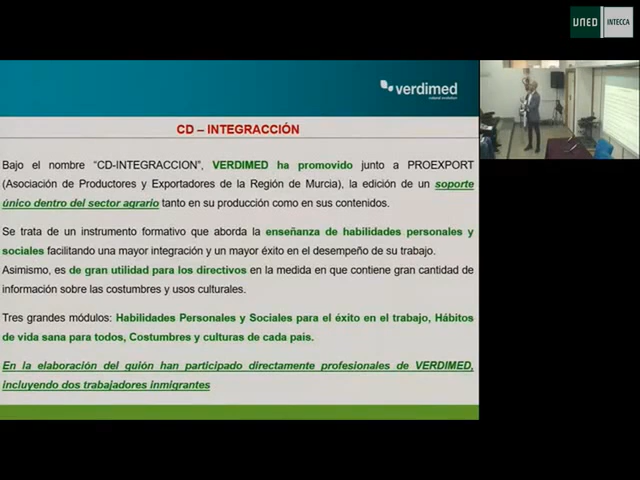 UNED
INTECCA
verdimed
natural evolution
CD – INTEGRACCIÓN
Bajo el nombre “CD-INTEGRACCION”, VERDIMED ha promovido junto a PROEXPORT
(Asociación de Productores y Exportadores de la Región de Murcia), la edición de un soporte
único dentro del sector agrario tanto en su producción como en sus contenidos.
Se trata de un instrumento formativo que aborda la enseñanza de habilidades personales y
sociales facilitando una mayor integración y un mayor éxito en el desempeño de su trabajo.
Asimismo, es de gran utilidad para los directivos en la medida en que contiene gran cantidad de
información sobre las costumbres y usos culturales.
Tres grandes módulos: Habilidades Personales y Sociales para el éxito en el trabajo, Hábitos
de vida sana para todos, Costumbres y culturas de cada país.
En la elaboración del guión han participado directamente profesionales de VERDIMED,
incluyendo dos trabajadores inmigrantes